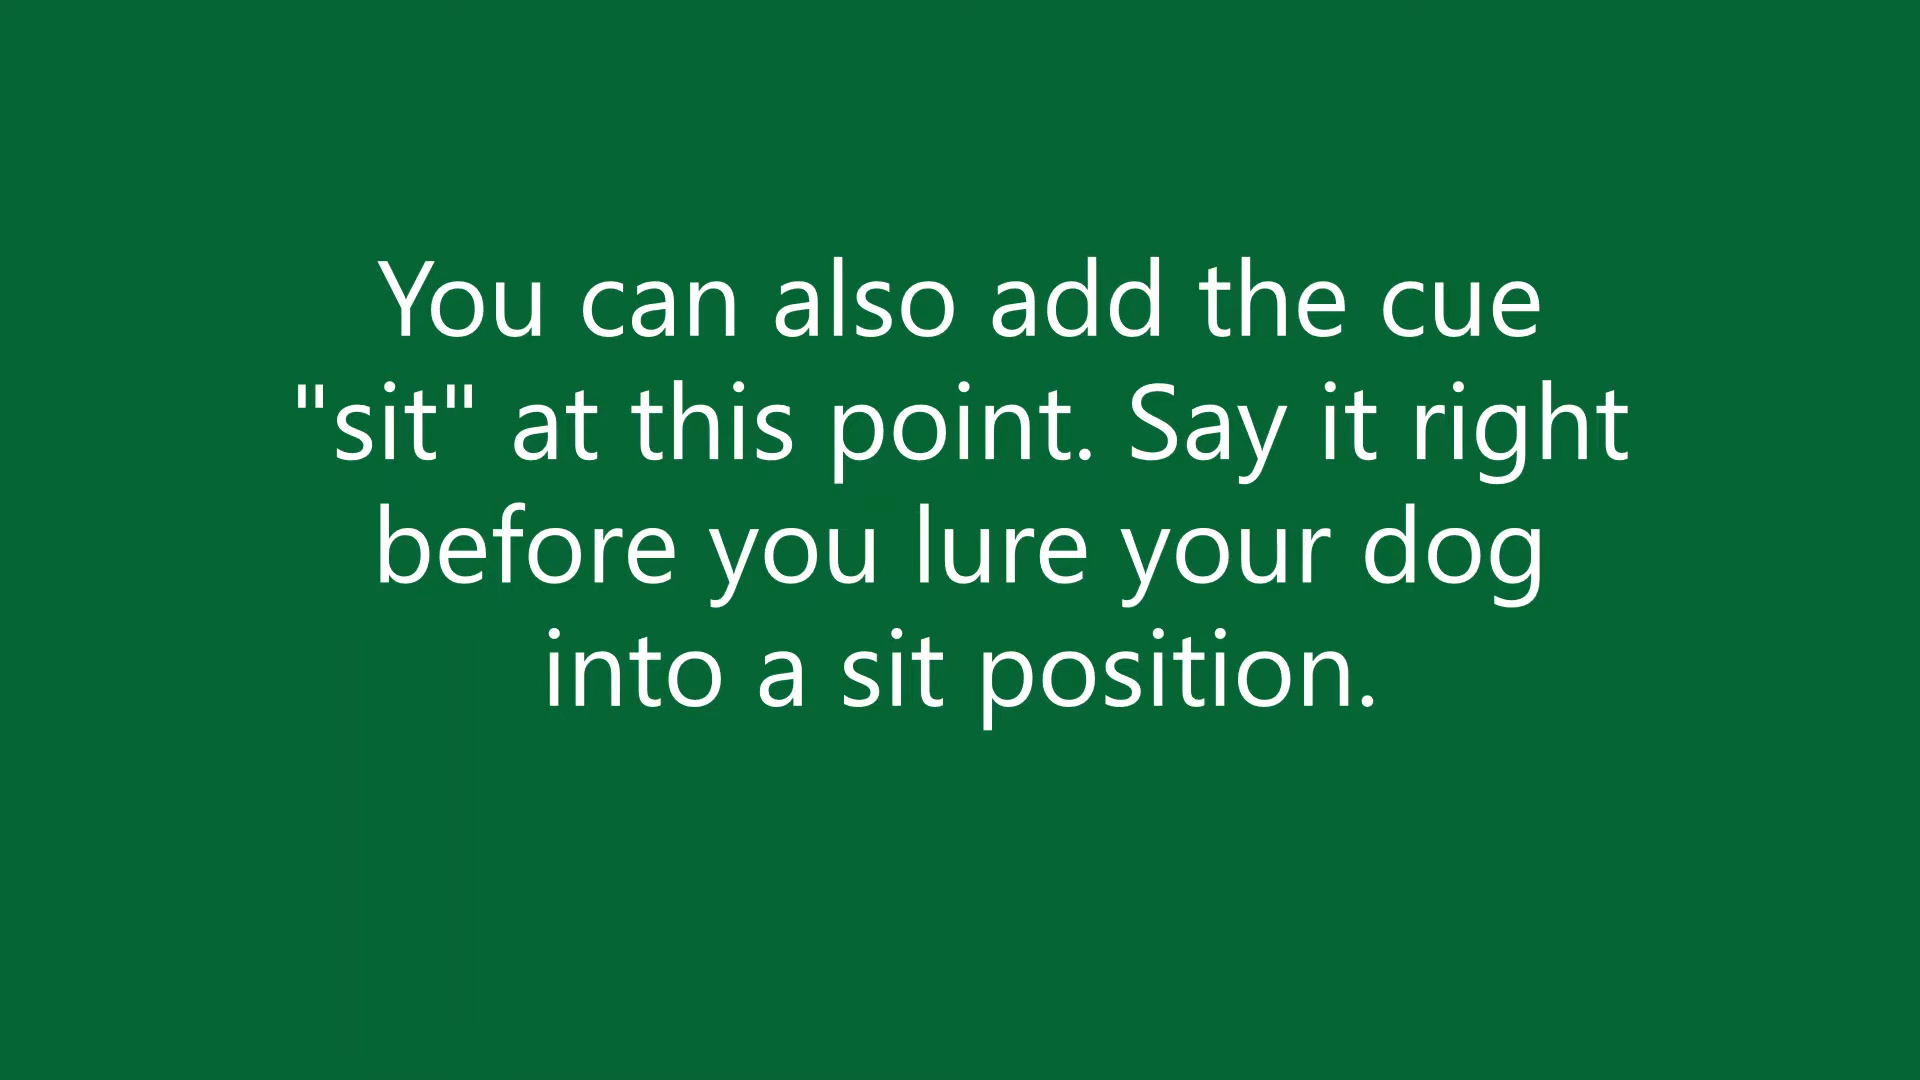 You can also add the cue
"sit" at this point. Say it right
before you lure your dog
into a sit position.